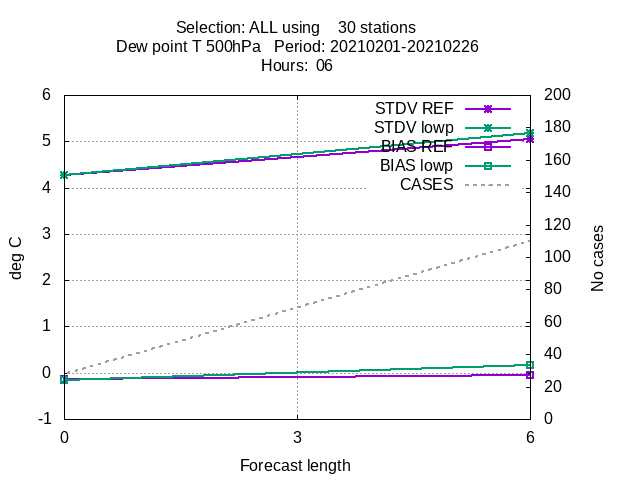 Selection: ALL using    30 stations
Dew point T 500hPa   Period: 20210201-20210226
Hours:  06
STDV REF
STDV lowp
BIAS REF
BIAS lowp
CASES
6
5
4
3
2
1
0
-1
deg C
200
180
160
140
120
100
80
60
40
20
0
No cases
0 3 6
Forecast length